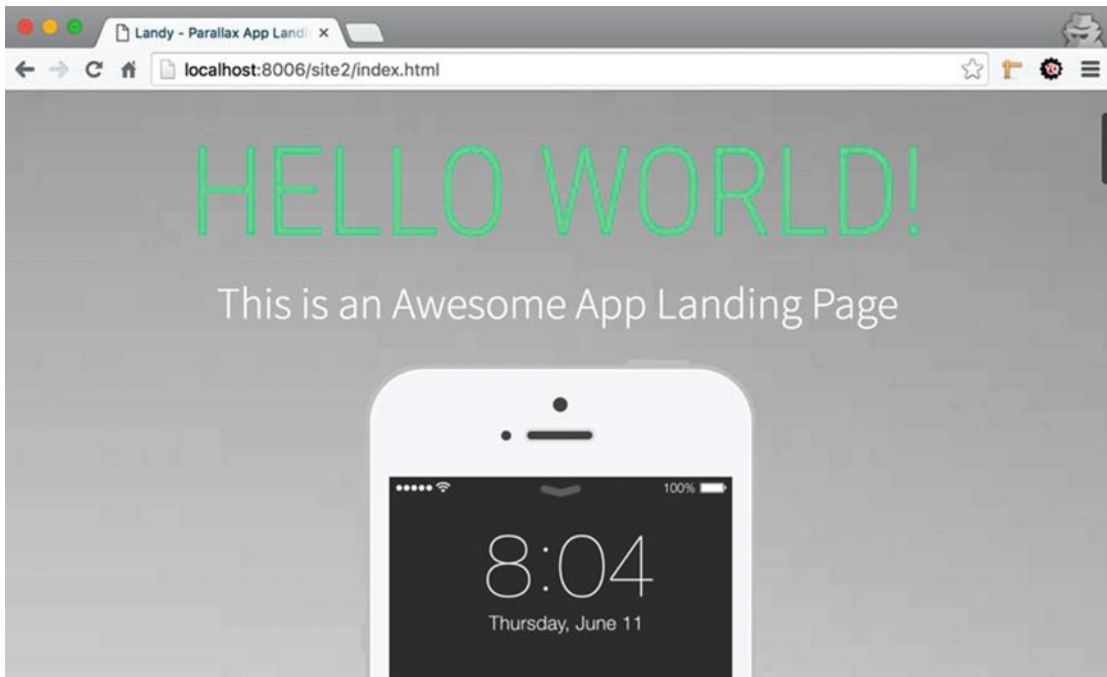 Landy - Parallax App Landi
localhost:8006/site2/index.html
HELLO WORLD!
This is an Awesome App Landing Page
100%
8:04
Thursday, June 11